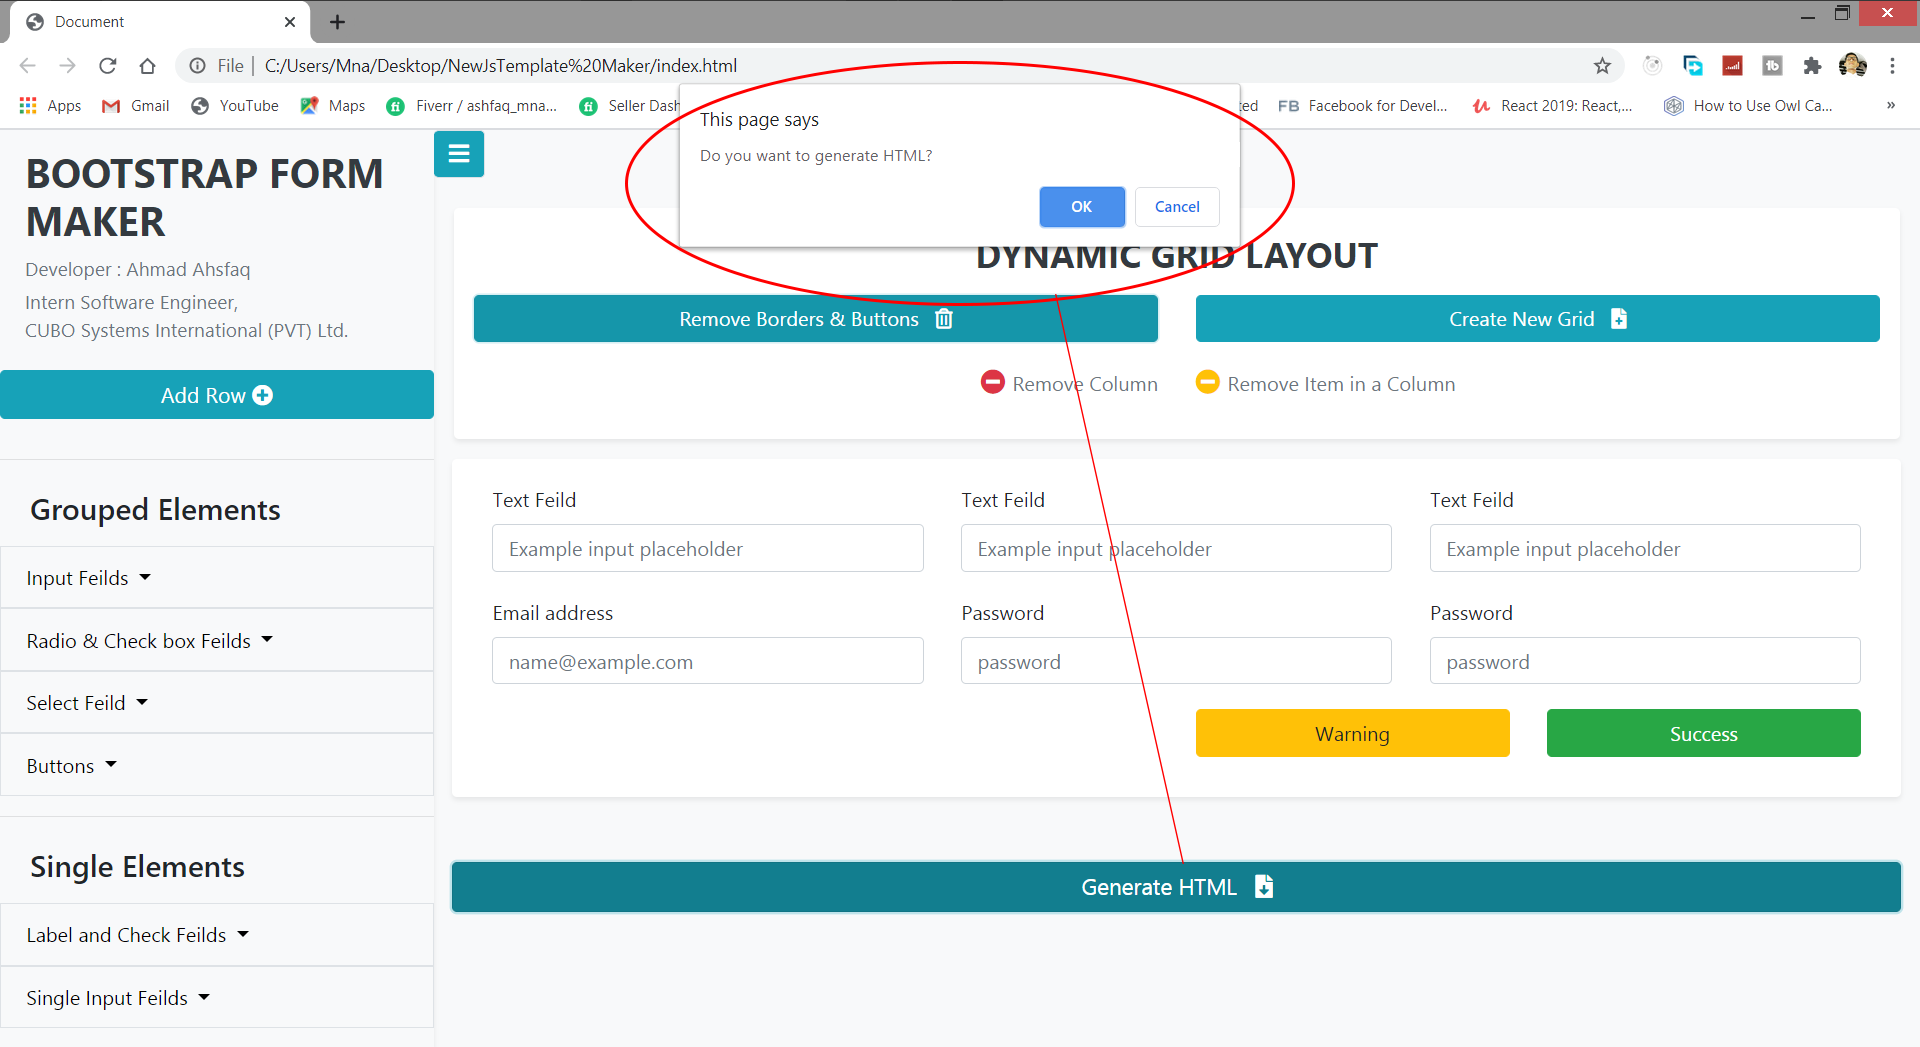 Document
File | C:/Users/Mna/Desktop/NewJsTemplate%20Maker/index.html
Apps
Gmail
YouTube
Maps
Fiverr / ashfaq_mna...
Seller Dash
ted
FB Facebook for Devel...
React 2019: React,...
How to Use Owl Ca...
»
This page says
Do you want to generate HTML?
OK
Cancel
BOOTSTRAP FORM
MAKER
Developer : Ahmad Ahsfaq
Intern Software Engineer,
CUBO Systems International (PVT) Ltd.
Add Row
Grouped Elements
Input Feilds
Radio & Check box Feilds
Select Feild
Buttons
Single Elements
Label and Check Feilds
Single Input Feilds
DYNAMIC GRID LAYOUT
Remove Borders & Buttons
Create New Grid
Remove Column
Remove Item in a Column
Text Feild
Text Feild
Text Feild
Example input placeholder
Example input placeholder
Example input placeholder
Email address
Password
Password
name@example.com
password
password
Warning
Success
Generate HTML